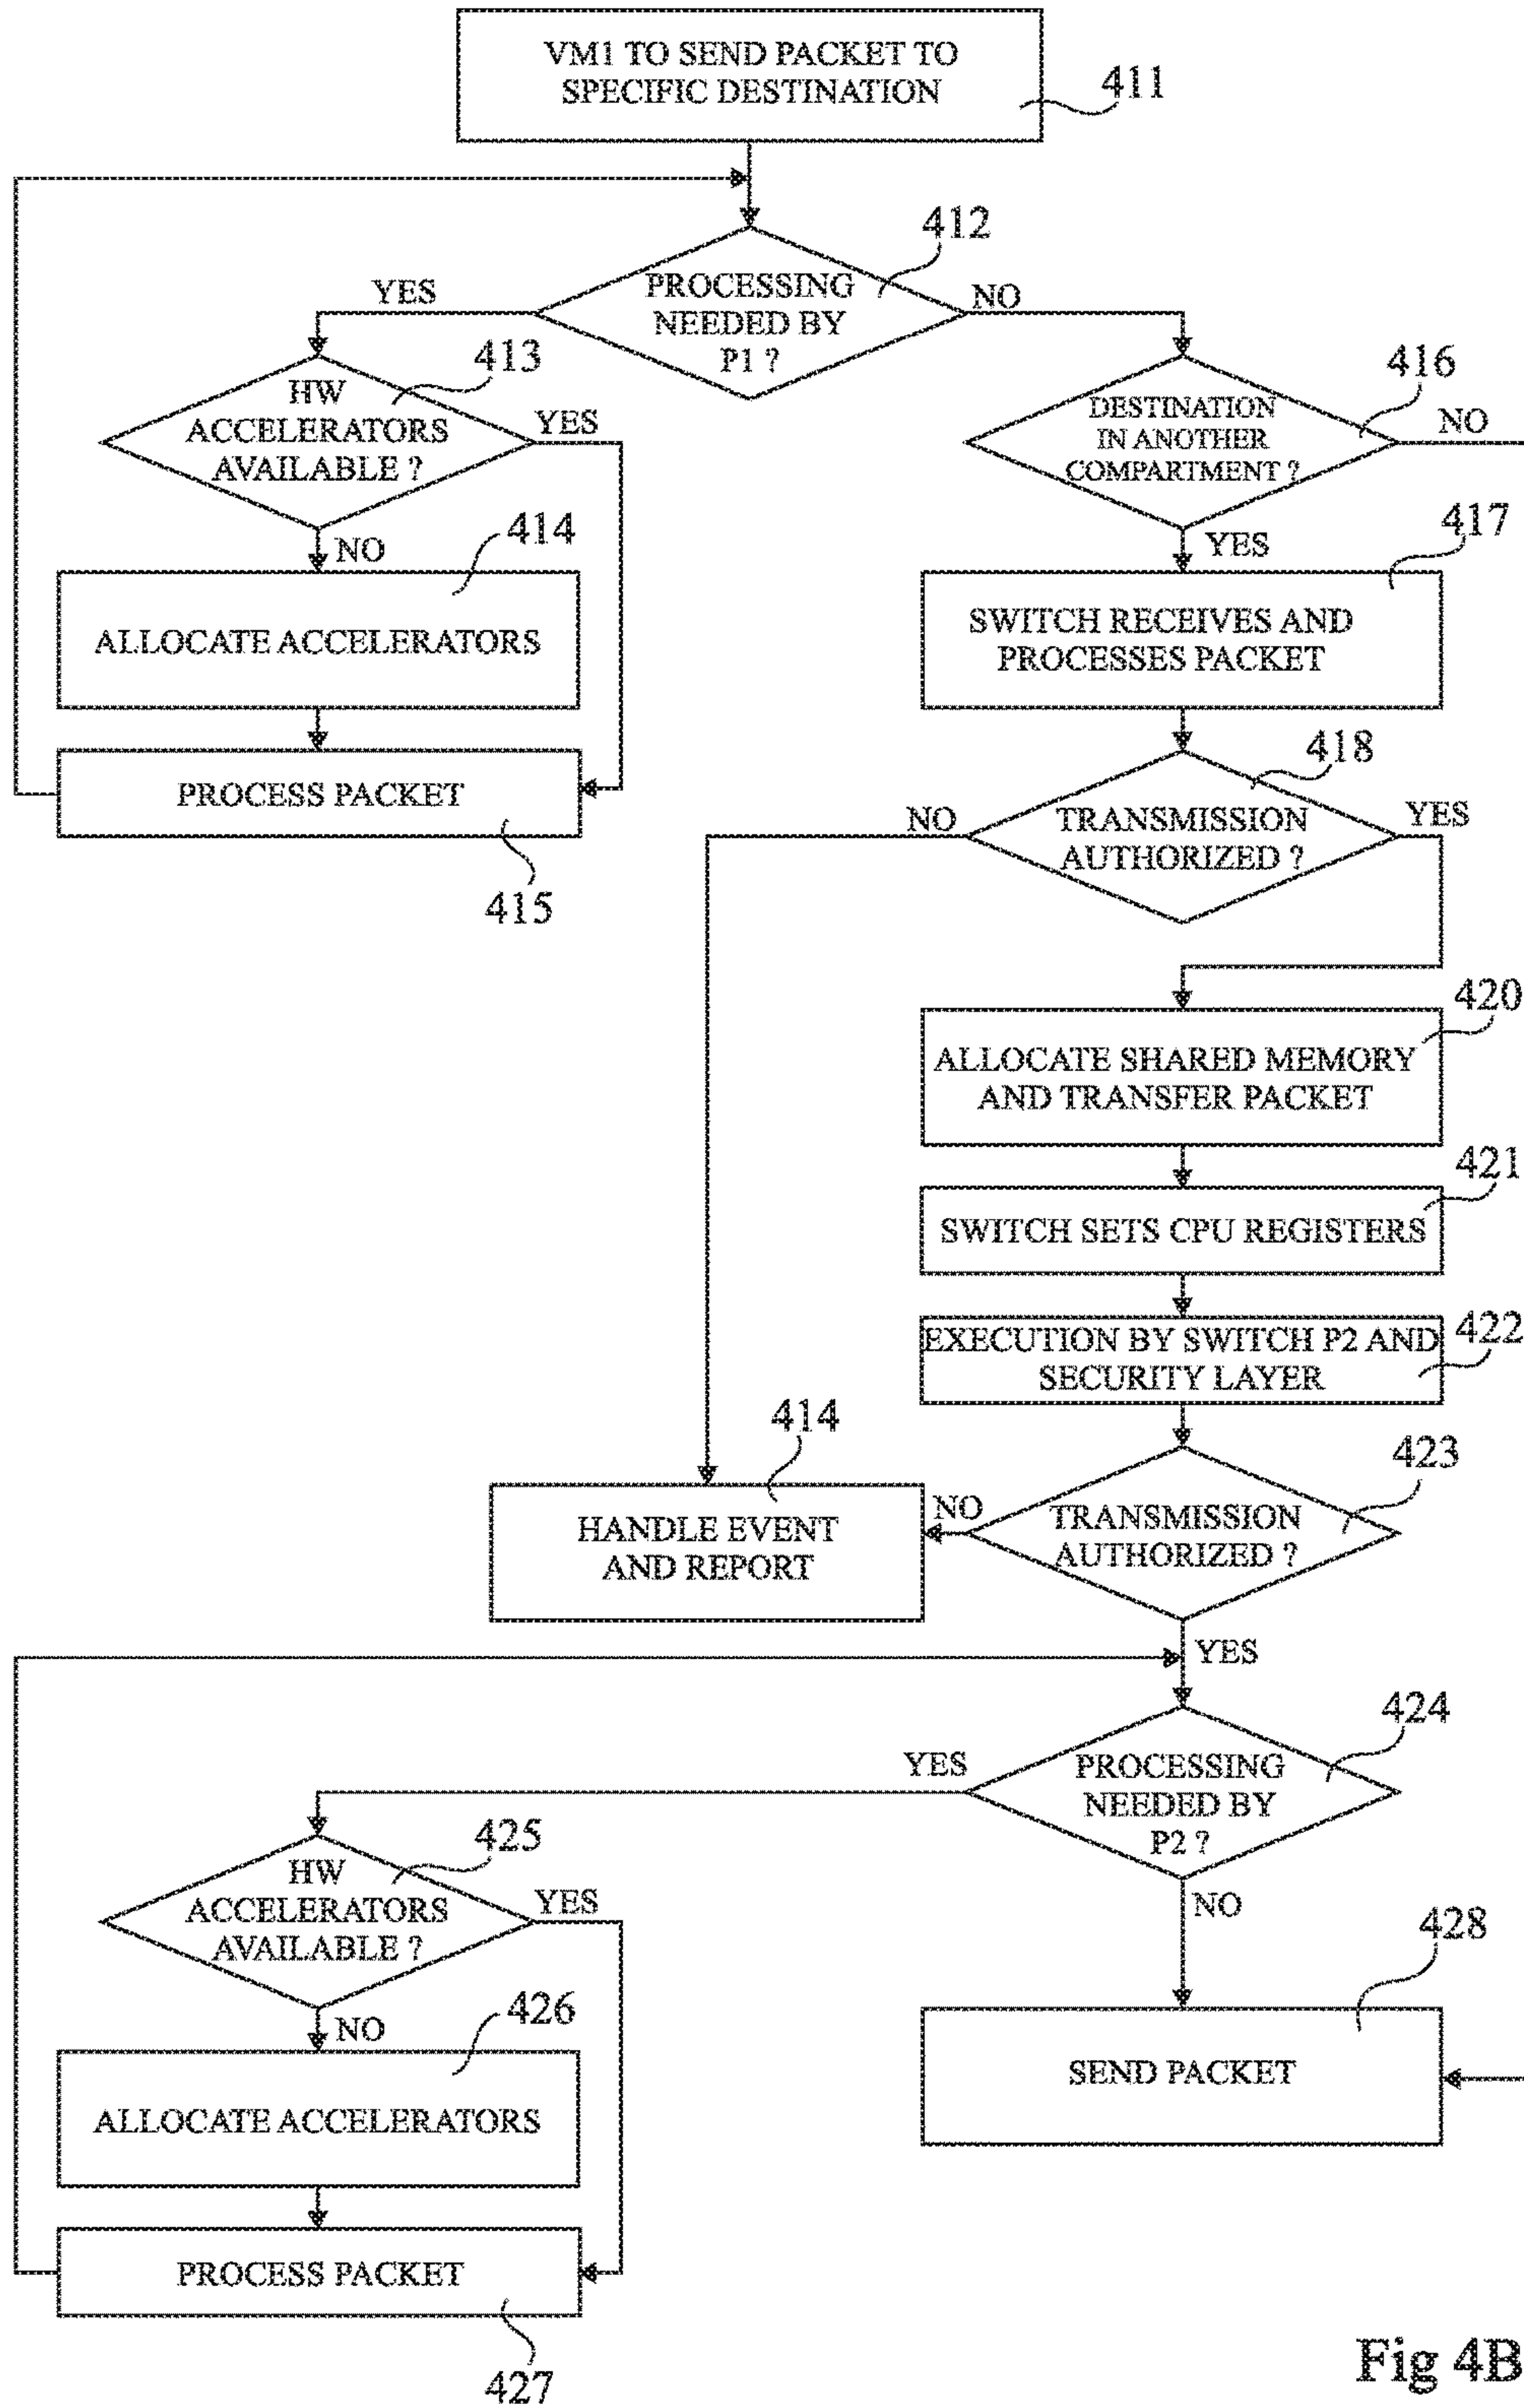 VM1 TO SEND PACKET TO
SPECIFIC DESTINATION
411
412
PROCESSING
NEEDED BY
P1 ?
YES
NO
413
HW
ACCELERATORS
AVAILABLE ?
YES
NO
416
DESTINATION
IN ANOTHER
COMPARTMENT ?
NO
YES
414
ALLOCATE ACCELERATORS
417
SWITCH RECEIVES AND
PROCESSES PACKET
PROCESS PACKET
415
418
TRANSMISSION
AUTHORIZED ?
NO
YES
420
ALLOCATE SHARED MEMORY
AND TRANSFER PACKET
421
SWITCH SETS CPU REGISTERS
422
EXECUTION BY SWITCH P2 AND
SECURITY LAYER
414
HANDLE EVENT
AND REPORT
423
NO
TRANSMISSION
AUTHORIZED ?
YES
424
PROCESSING
NEEDED BY
P2 ?
YES
NO
425
HW
ACCELERATORS
AVAILABLE ?
YES
NO
426
ALLOCATE ACCELERATORS
428
SEND PACKET
PROCESS PACKET
427
Fig 4B